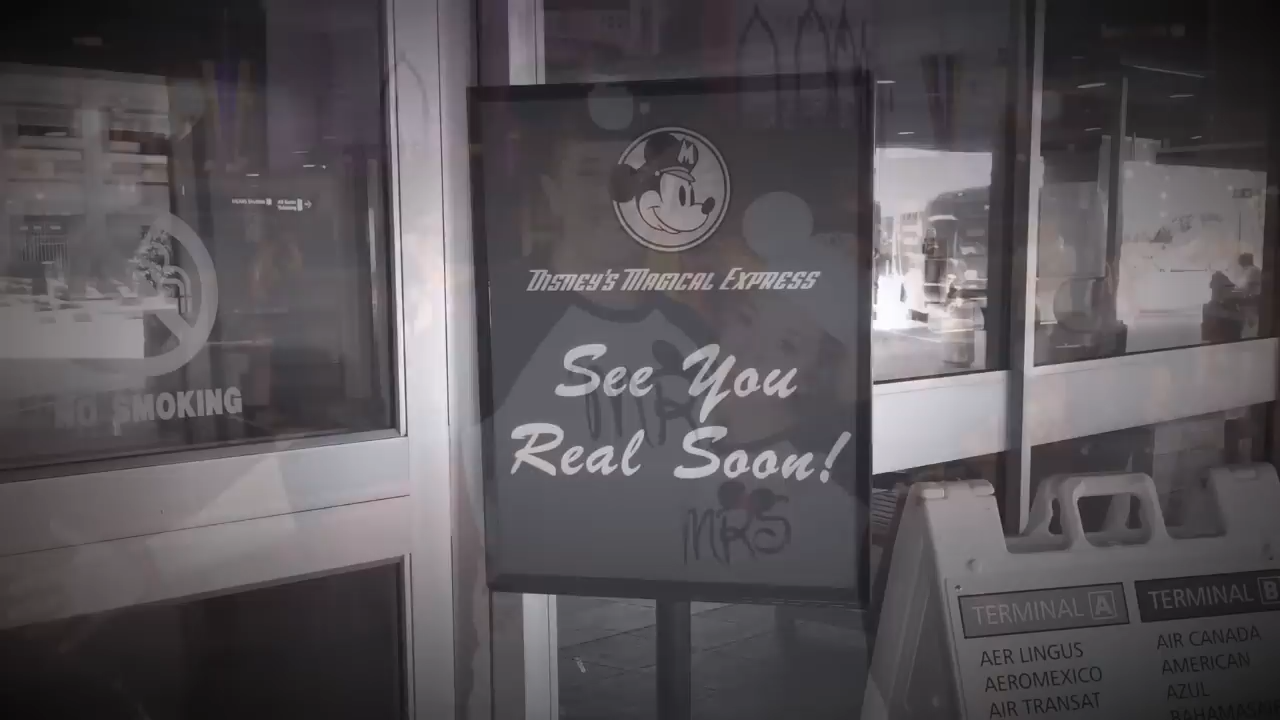 M
DISNEY'S MAGICAL EXPRESS
See You
Real Soon!
MR
MRS
NO SMOKING
TERMINAL A
AER LINGUS
AEROMEXICO
AIR TRANSAT
TERMINAL B
AIR CANADA
AMERICAN
AZUL